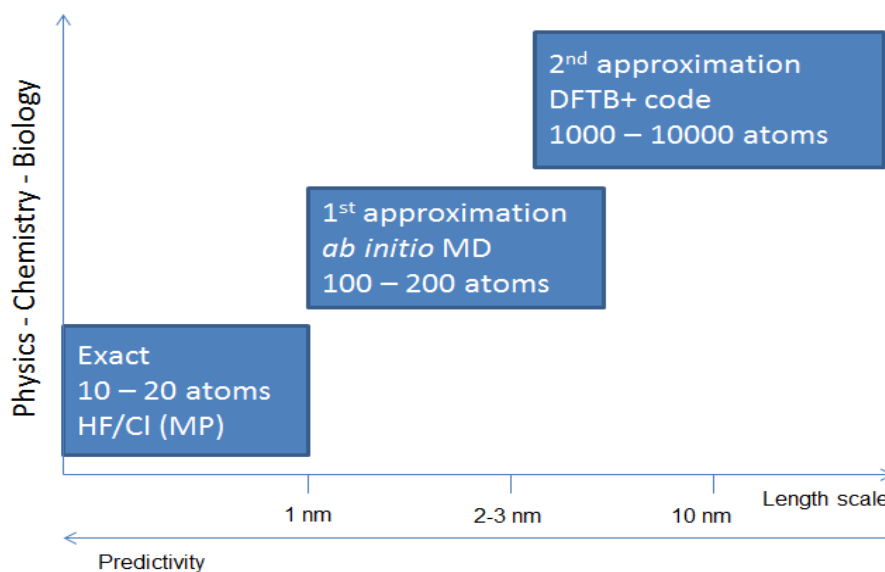 Physics - Chemistry - Biology
2nd approximation
DFTB+ code
1000 – 10000 atoms
1st approximation
ab initio MD
100 – 200 atoms
Exact
10 – 20 atoms
HF/CI (MP)
1 nm
2-3 nm
10 nm
Length scale
Predictivity